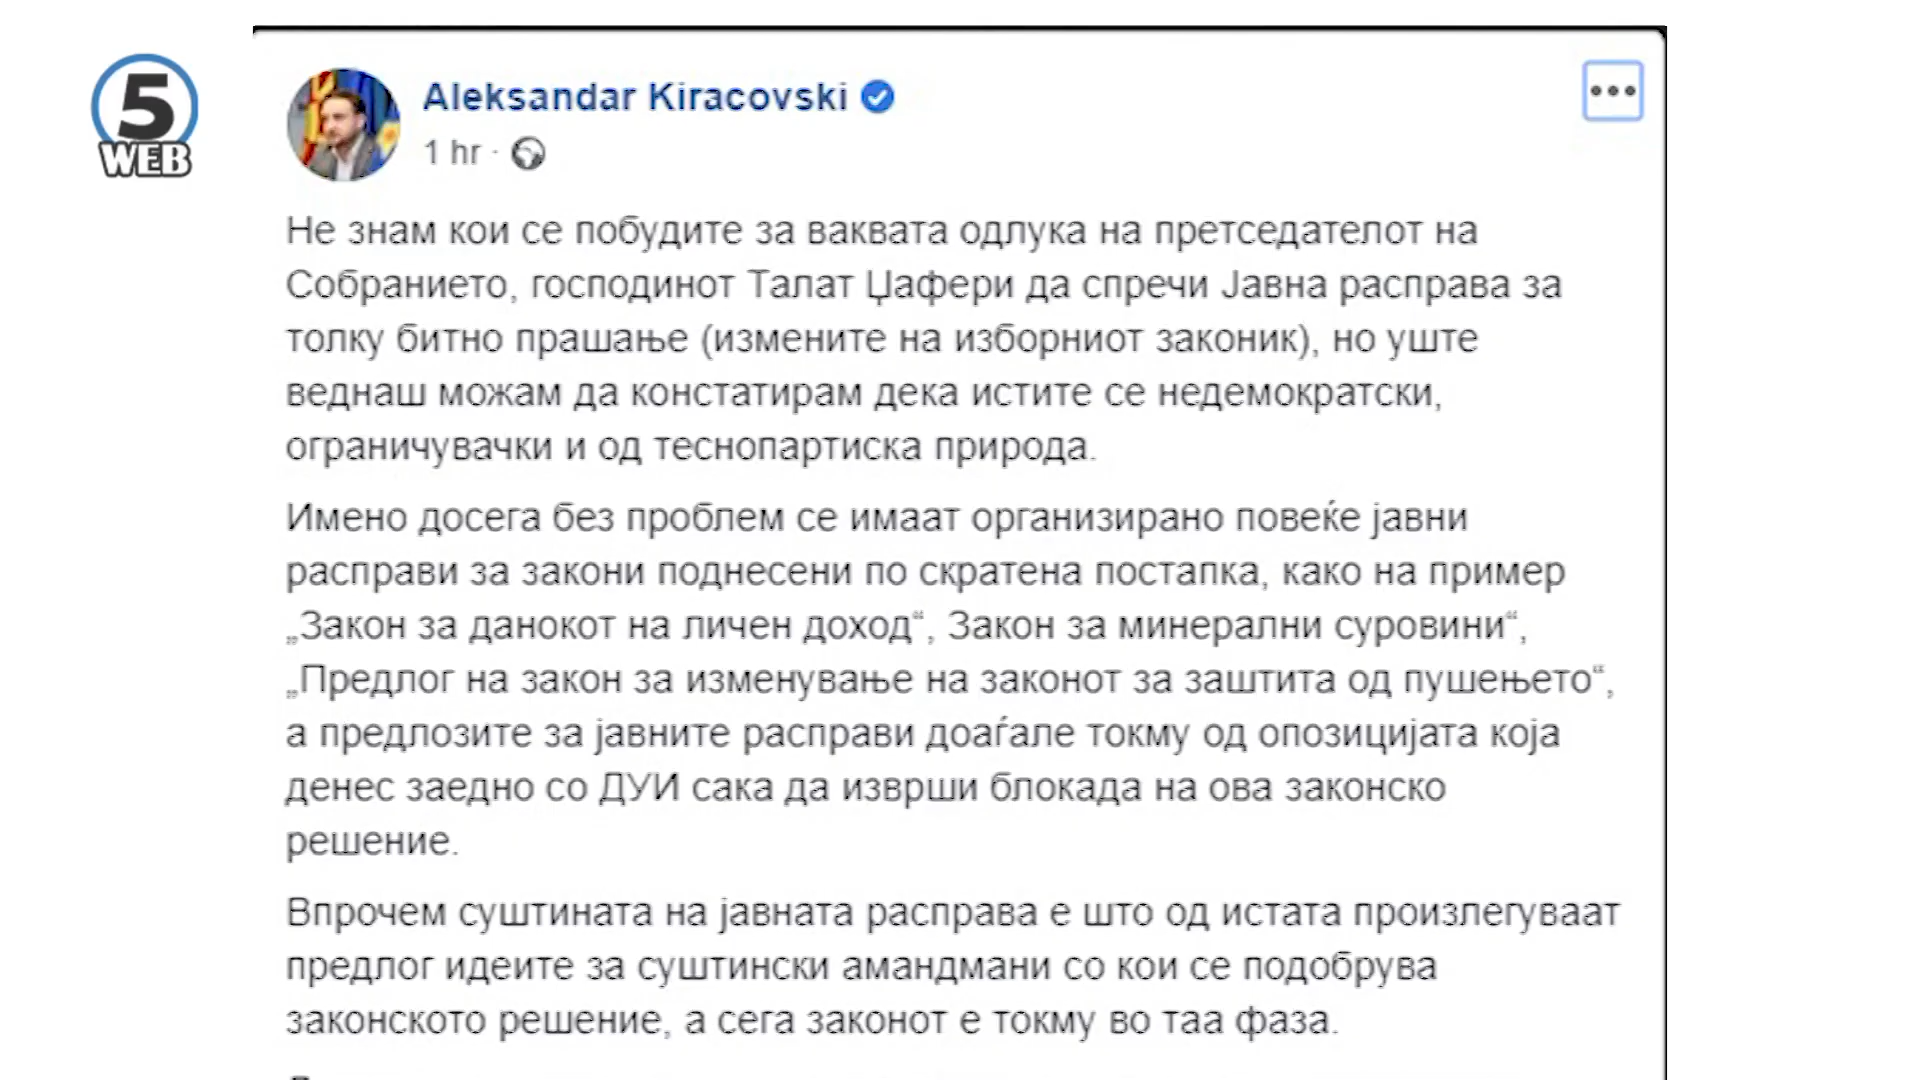 5
WEB
Aleksandar Kiracovski
1 hr ·
Не знам кои се побудите за ваквата одлука на претседателот на
Собранието, господинот Талат Џафери да спречи Јавна расправа за
толку битно прашање (измените на изборниот законик), но уште
веднаш можам да констатирам дека истите се недемократски,
ограничувачки и од теснопартиска природа.
Имено досега без проблем се имаат организирано повеќе јавни
расправи за закони поднесени по скратена постапка, како на пример
„Закон за данокот на личен доход“, Закон за минерални суровини“,
„Предлог на закон за изменување на законот за заштита од пушењето“,
а предлозите за јавните расправи доаѓале токму од опозицијата која
денес заедно со ДУИ сака да изврши блокада на ова законско
решение.
Впрочем суштината на јавната расправа е што од истата произлегуваат
предлог идеите за суштински амандмани со кои се подобрува
законското решение, а сега законот е токму во таа фаза.